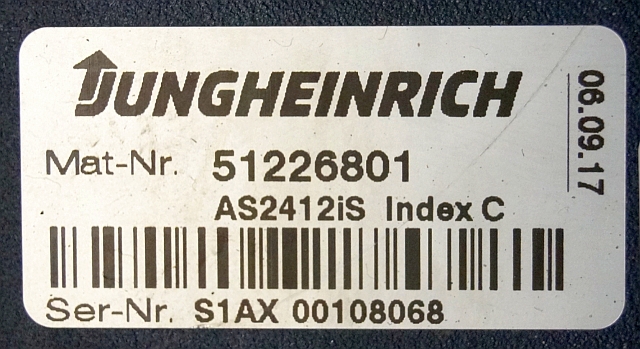 JUNGHEINRICH
Mat-Nr. 51226801
AS2412iS Index C
Ser-Nr. S1AX 00108068
06.09.17